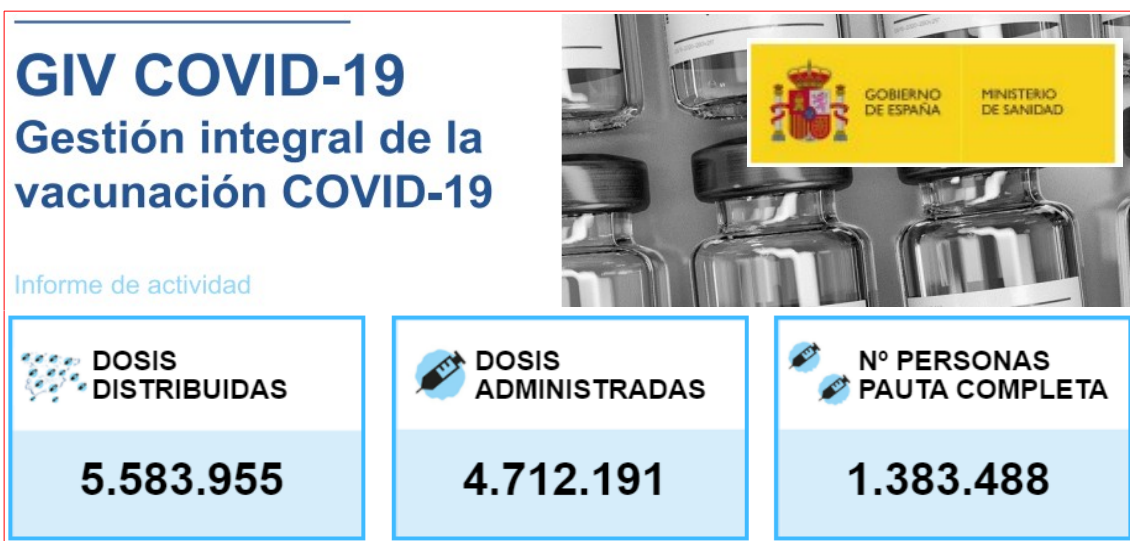 GIV COVID-19
Gestión integral de la
vacunación COVID-19
Informe de actividad
GOBIERNO
DE ESPAÑA
MINISTERIO
DE SANIDAD
DOSIS
DISTRIBUIDAS
5.583.955
DOSIS
ADMINISTRADAS
4.712.191
Nº PERSONAS
PAUTA COMPLETA
1.383.488